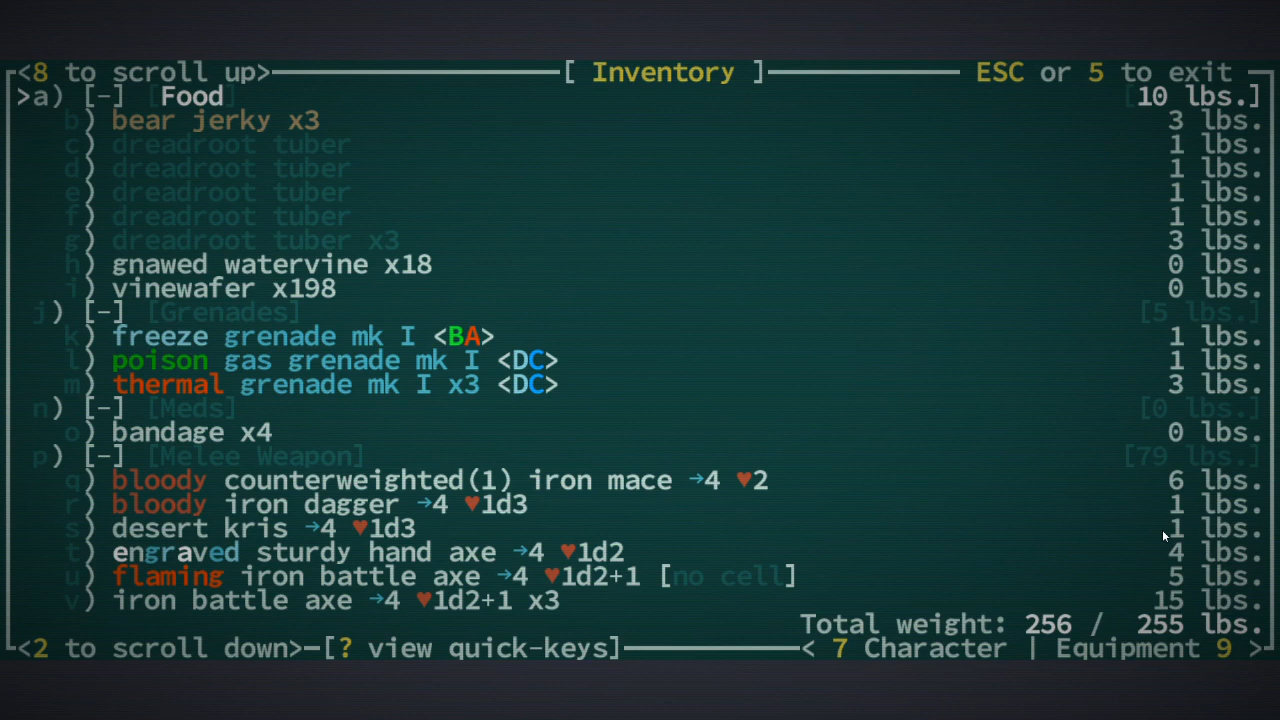 <8 to scroll up> [ Inventory ] ESC or 5 to exit
>a) [-] [Food] [10 lbs.]
b) bear jerky x3 3 lbs.
c) dreadroot tuber 1 lbs.
d) dreadroot tuber 1 lbs.
e) dreadroot tuber 1 lbs.
f) dreadroot tuber 1 lbs.
g) dreadroot tuber x3 3 lbs.
h) gnawed watervine x18 0 lbs.
i) vinewafer x198 0 lbs.
j) [-] [Grenades] [5 lbs.]
k) freeze grenade mk I <BA> 1 lbs.
l) poison gas grenade mk I <DC> 1 lbs.
m) thermal grenade mk I x3 <DC> 3 lbs.
n) [-] [Meds] [0 lbs.]
o) bandage x4 0 lbs.
p) [-] [Melee Weapon] [79 lbs.]
q) bloody counterweighted(1) iron mace →4 ♥2 6 lbs.
r) bloody iron dagger →4 ♥1d3 1 lbs.
s) desert kris →4 ♥1d3 1 lbs.
t) engraved sturdy hand axe →4 ♥1d2 4 lbs.
u) flaming iron battle axe →4 ♥1d2+1 [no cell] 5 lbs.
v) iron battle axe →4 ♥1d2+1 x3 15 lbs.
Total weight: 256 / 255 lbs.
<2 to scroll down> [? view quick-keys] < 7 Character | Equipment 9 >